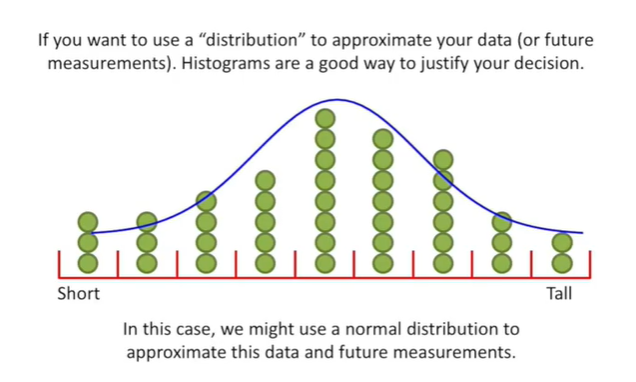 If you want to use a “distribution” to approximate your data (or future
measurements). Histograms are a good way to justify your decision.
Short
Tall
In this case, we might use a normal distribution to
approximate this data and future measurements.